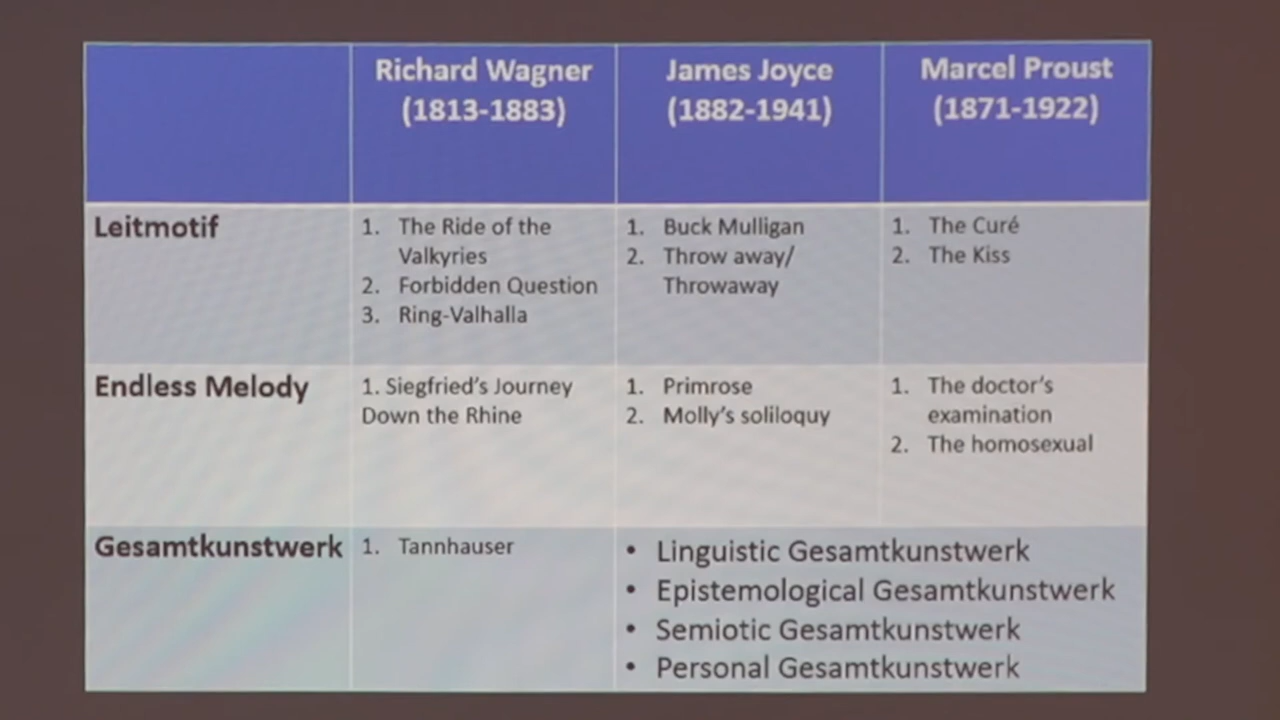 Richard Wagner
(1813-1883)
James Joyce
(1882-1941)
Marcel Proust
(1871-1922)
Leitmotif
1. The Ride of the
Valkyries
2. Forbidden Question
3. Ring-Valhalla
1. Buck Mulligan
2. Throw away/
Throwaway
1. The Curé
2. The Kiss
Endless Melody
1. Siegfried's Journey
Down the Rhine
1. Primrose
2. Molly's soliloquy
1. The doctor's
examination
2. The homosexual
Gesamtkunstwerk
1. Tannhauser
• Linguistic Gesamtkunstwerk
• Epistemological Gesamtkunstwerk
• Semiotic Gesamtkunstwerk
• Personal Gesamtkunstwerk